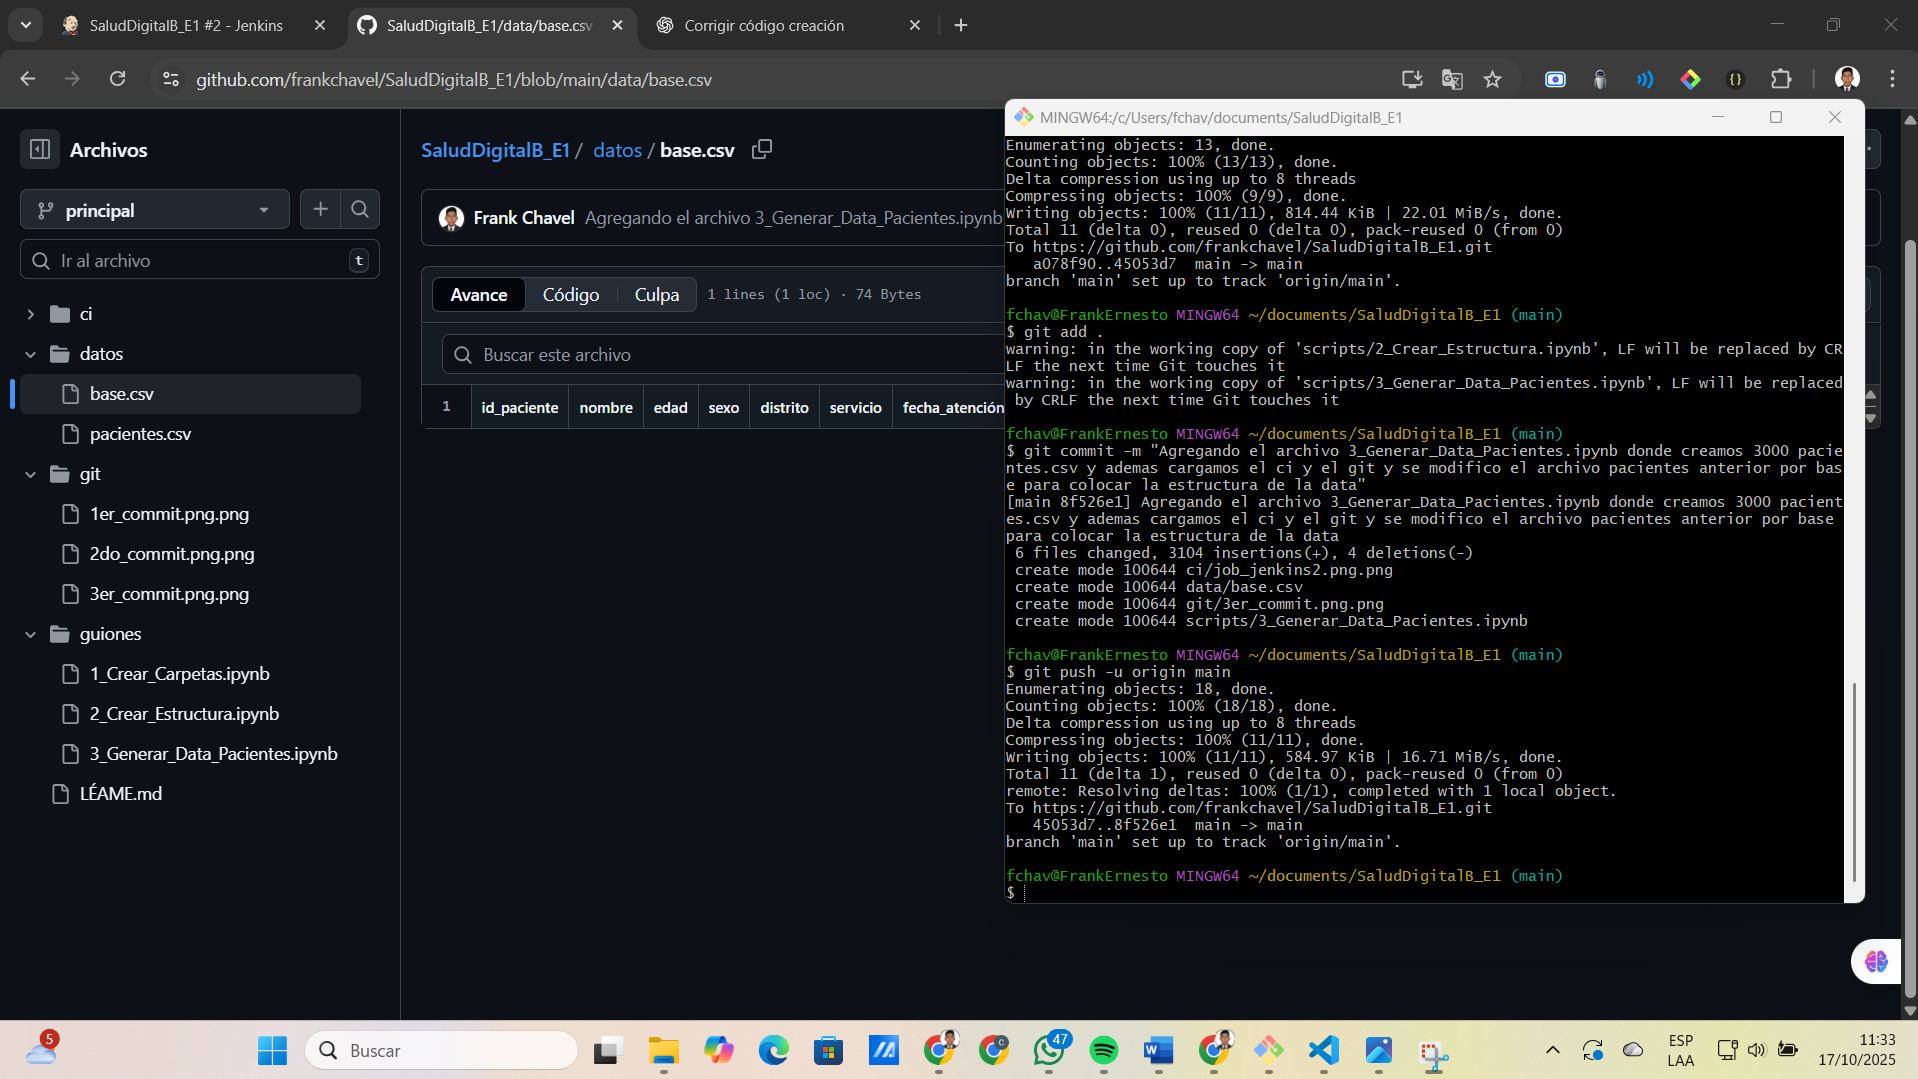 SaludDigitalB_E1 #2 - Jenkins
SaludDigitalB_E1/data/base.csv
Corrigir código creación
github.com/frankchavel/SaludDigitalB_E1/blob/main/data/base.csv
Archivos
principal
Ir al archivo
t
ci
datos
base.csv
pacientes.csv
git
1er_commit.png.png
2do_commit.png.png
3er_commit.png.png
guiones
1_Crear_Carpetas.ipynb
2_Crear_Estructura.ipynb
3_Generar_Data_Pacientes.ipynb
LÉAME.md
SaludDigitalB_E1 / datos / base.csv
Frank Chavel Agregando el archivo 3_Generar_Data_Pacientes.ipynb
Avance Código Culpa 1 lines (1 loc) · 74 Bytes
Buscar este archivo
1 id_paciente nombre edad sexo distrito servicio fecha_atención
MINGW64:/c/Users/fchav/documents/SaludDigitalB_E1
Enumerating objects: 13, done.
Counting objects: 100% (13/13), done.
Delta compression using up to 8 threads
Compressing objects: 100% (9/9), done.
Writing objects: 100% (11/11), 814.44 KiB | 22.01 MiB/s, done.
Total 11 (delta 0), reused 0 (delta 0), pack-reused 0 (from 0)
To https://github.com/frankchavel/SaludDigitalB_E1.git
a078f90..45053d7 main -> main
branch 'main' set up to track 'origin/main'.
fchav@FrankErnesto MINGW64 ~/documents/SaludDigitalB_E1 (main)
$ git add .
warning: in the working copy of 'scripts/2_Crear_Estructura.ipynb', LF will be replaced by CR
LF the next time Git touches it
warning: in the working copy of 'scripts/3_Generar_Data_Pacientes.ipynb', LF will be replaced
by CRLF the next time Git touches it
fchav@FrankErnesto MINGW64 ~/documents/SaludDigitalB_E1 (main)
$ git commit -m "Agregando el archivo 3_Generar_Data_Pacientes.ipynb donde creamos 3000 pacie
ntes.csv y ademas cargamos el ci y el git y se modifico el archivo pacientes anterior por bas
e para colocar la estructura de la data"
[main 8f526e1] Agregando el archivo 3_Generar_Data_Pacientes.ipynb donde creamos 3000 pacient
es.csv y ademas cargamos el ci y el git y se modifico el archivo pacientes anterior por base
para colocar la estructura de la data
6 files changed, 3104 insertions(+), 4 deletions(-)
create mode 100644 ci/job_jenkins2.png.png
create mode 100644 data/base.csv
create mode 100644 git/3er_commit.png.png
create mode 100644 scripts/3_Generar_Data_Pacientes.ipynb
fchav@FrankErnesto MINGW64 ~/documents/SaludDigitalB_E1 (main)
$ git push -u origin main
Enumerating objects: 18, done.
Counting objects: 100% (18/18), done.
Delta compression using up to 8 threads
Compressing objects: 100% (11/11), done.
Writing objects: 100% (11/11), 584.97 KiB | 16.71 MiB/s, done.
Total 11 (delta 1), reused 0 (delta 0), pack-reused 0 (from 0)
remote: Resolving deltas: 100% (1/1), completed with 1 local object.
To https://github.com/frankchavel/SaludDigitalB_E1.git
45053d7..8f526e1 main -> main
branch 'main' set up to track 'origin/main'.
fchav@FrankErnesto MINGW64 ~/documents/SaludDigitalB_E1 (main)
$
5
Buscar
47
ESP
LAA
11:33
17/10/2025